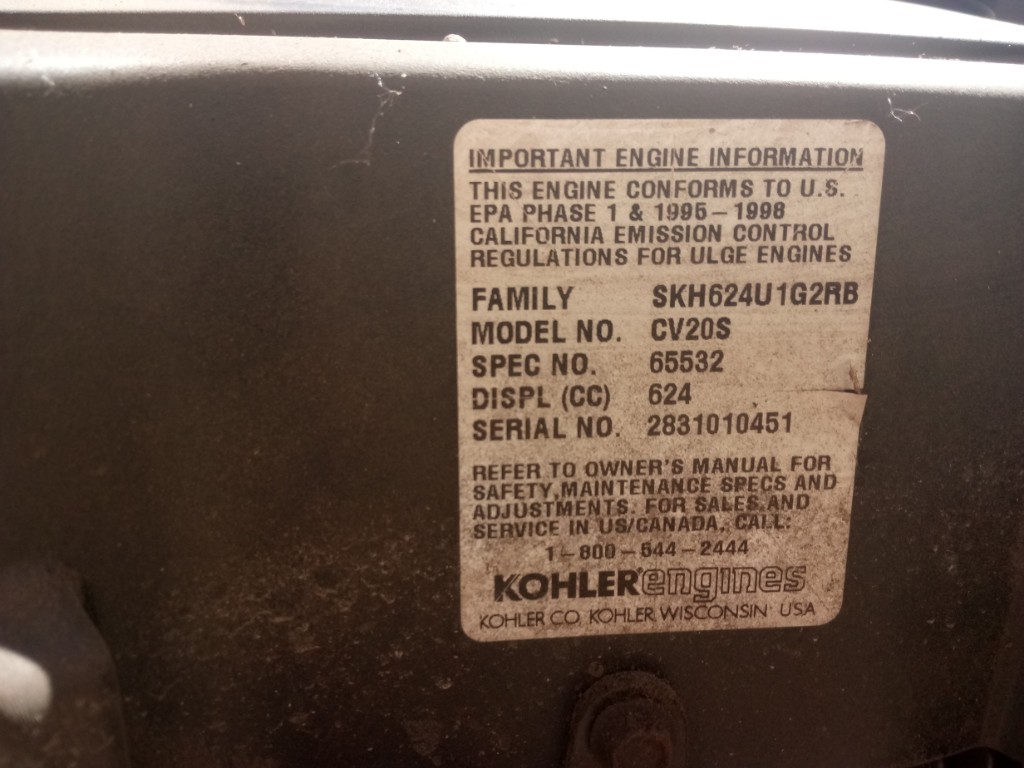 IMPORTANT ENGINE INFORMATION
THIS ENGINE CONFORMS TO U.S.
EPA PHASE 1 & 1995-1998
CALIFORNIA EMISSION CONTROL
REGULATIONS FOR ULGE ENGINES
FAMILY SKH624U1G2RB
MODEL NO. CV20S
SPEC NO. 65532
DISPL (CC) 624
SERIAL NO. 2831010451
REFER TO OWNER'S MANUAL FOR
SAFETY, MAINTENANCE SPECS AND
ADJUSTMENTS. FOR SALES AND
SERVICE IN US/CANADA, CALL:
1-800-544-2444
KOHLER engines
KOHLER CO. KOHLER, WISCONSIN USA